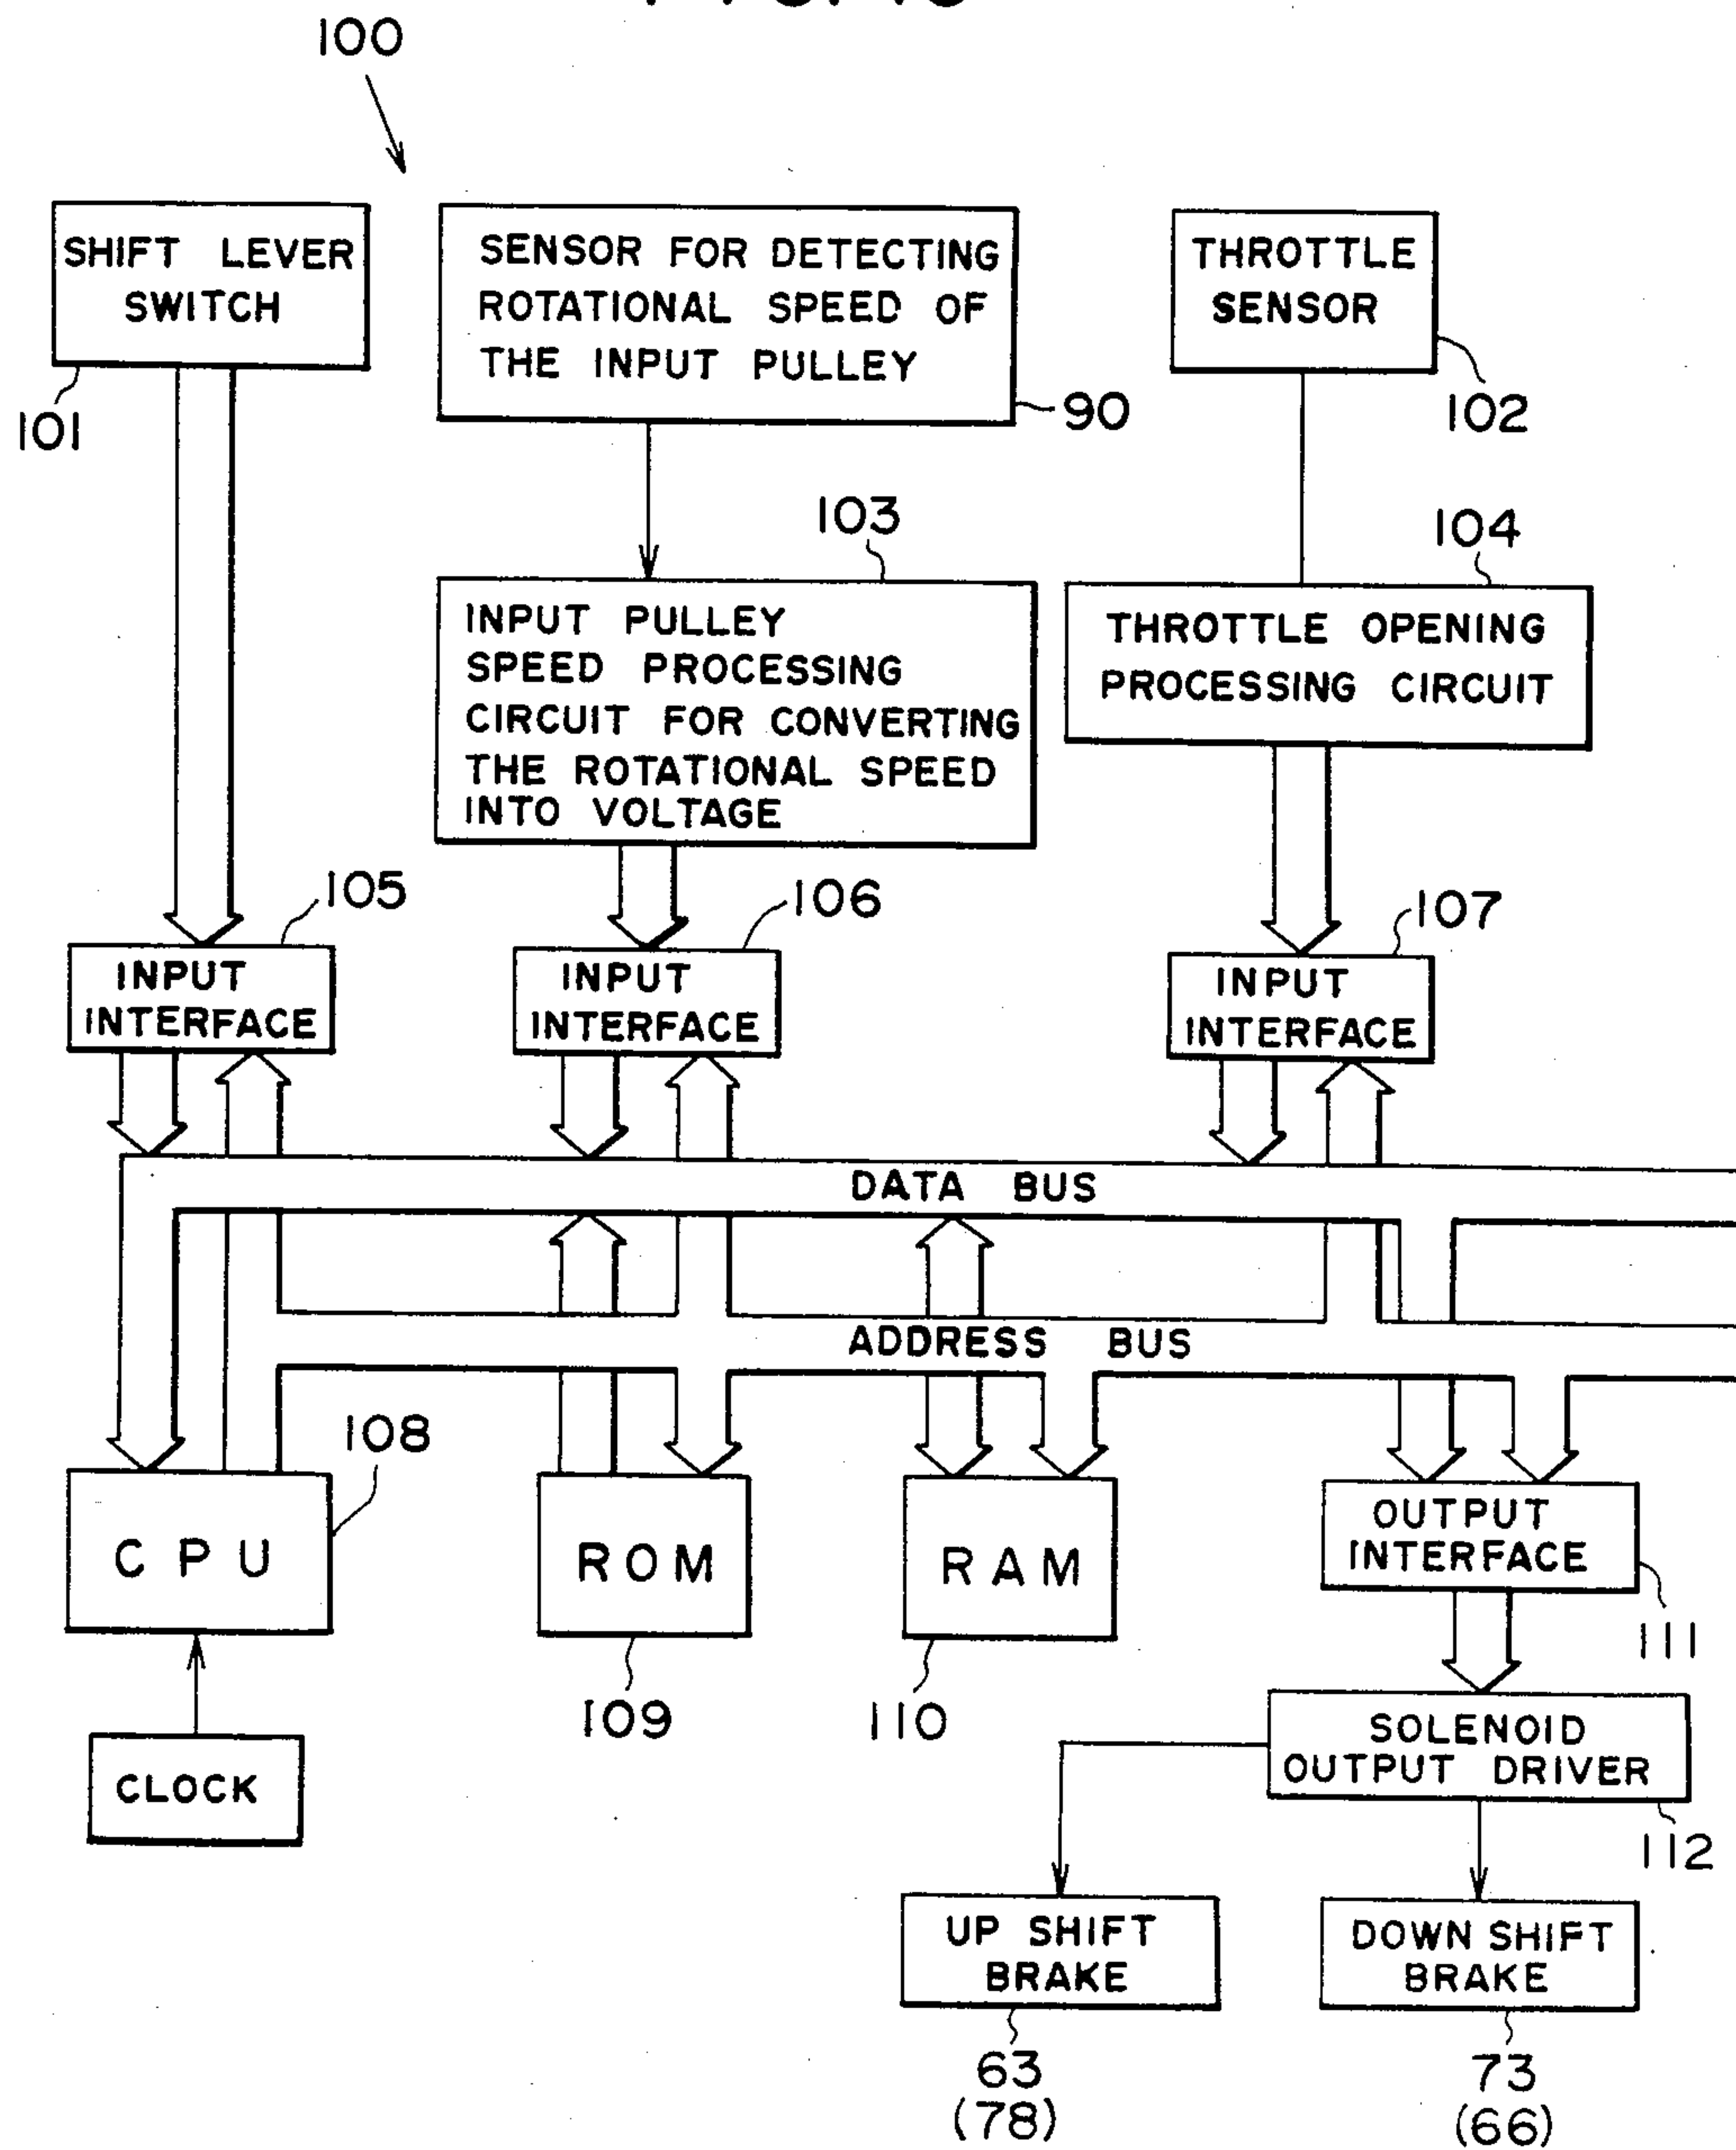 100
SHIFT LEVER
SWITCH
101
SENSOR FOR DETECTING
ROTATIONAL SPEED OF
THE INPUT PULLEY
90
THROTTLE
SENSOR
102
103
INPUT PULLEY
SPEED PROCESSING
CIRCUIT FOR CONVERTING
THE ROTATIONAL SPEED
INTO VOLTAGE
104
THROTTLE OPENING
PROCESSING CIRCUIT
105
INPUT
INTERFACE
106
INPUT
INTERFACE
107
INPUT
INTERFACE
DATA BUS
ADDRESS BUS
108
CPU
ROM
109
RAM
110
OUTPUT
INTERFACE
111
CLOCK
SOLENOID
OUTPUT DRIVER
112
UP SHIFT
BRAKE
63
(78)
DOWN SHIFT
BRAKE
73
(66)